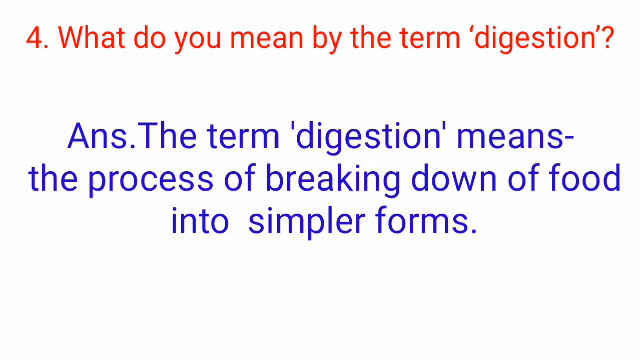 4. What do you mean by the term ‘digestion’?
Ans.The term 'digestion' means-
the process of breaking down of food
into  simpler forms.